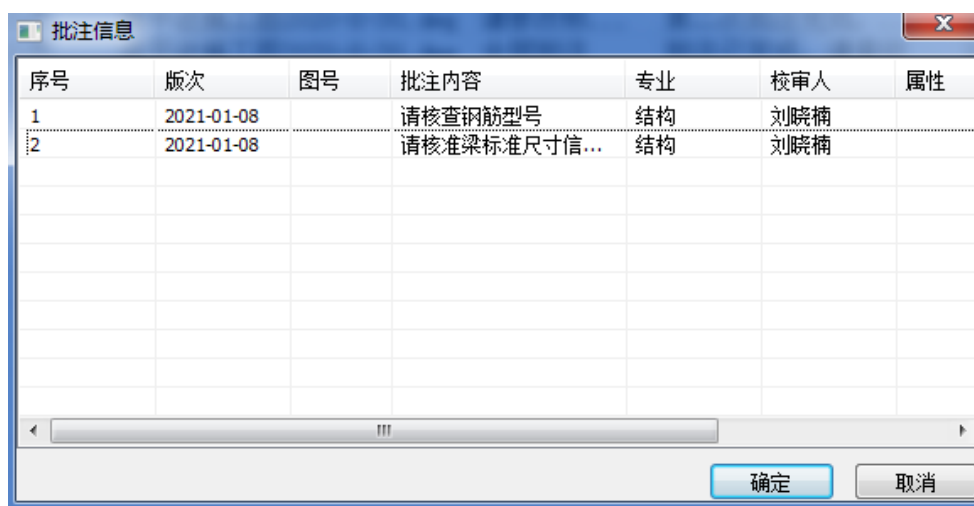 批注信息
序号 版次 图号 批注内容 专业 校审人 属性
1 2021-01-08 请核查钢筋型号 结构 刘晓楠
2 2021-01-08 请核准梁标准尺寸信... 结构 刘晓楠
确定 取消